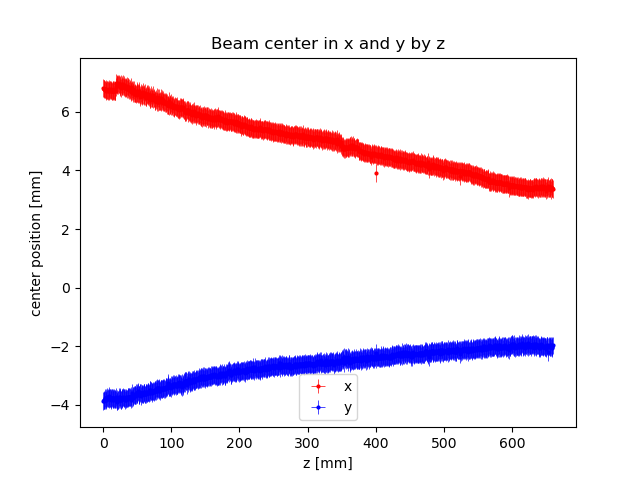 Beam center in x and y by z
center position [mm]
6
4
2
0
−2
−4
x
y
0 100 200 300 400 500 600
z [mm]